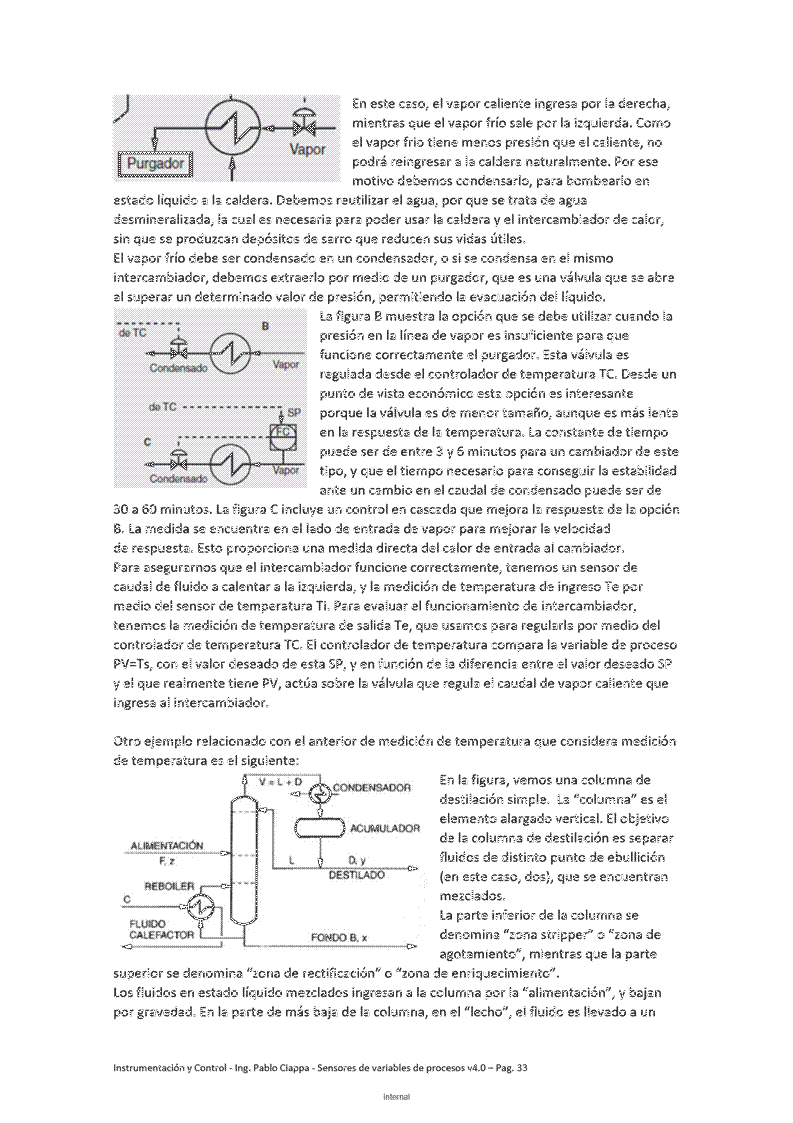 Purgador
Vapor
En este caso, el vapor caliente ingresa por la derecha,
mientras que el vapor frío sale por la izquierda. Como
el vapor frio tiene menos presión que el caliente, no
podrá reingresar a la caldera naturalmente. Por ese
motivo debemos condensarlo, para bombearlo en
estado líquido a la caldera. Debemos reutilizar el agua, por que se trata de agua
desmineralizada, la cual es necesaria para poder usar la caldera y el intercambiador de calor,
sin que se produzcan depósitos de sarro que reducen sus vidas útiles.
El vapor frío debe ser condensado en un condensador, o si se condensa en el mismo
intercambiador, debemos extraerlo por medio de un purgador, que es una válvula que se abre
al superar un determinado valor de presión, permitiendo la evacuación del líquido.
de TC
B
Condensado
Vapor
de TC
SP
FC
C
Condensado
Vapor
La figura B muestra la opción que se debe utilizar cuando la
presión en la línea de vapor es insuficiente para que
funcione correctamente el purgador. Esta válvula es
regulada desde el controlador de temperatura TC. Desde un
punto de vista económico esta opción es interesante
porque la válvula es de menor tamaño, aunque es más lenta
en la respuesta de la temperatura. La constante de tiempo
puede ser de entre 3 y 6 minutos para un cambiador de este
tipo, y que el tiempo necesario para conseguir la estabilidad
ante un cambio en el caudal de condensado puede ser de
30 a 60 minutos. La figura C incluye un control en cascada que mejora la respuesta de la opción
B. La medida se encuentra en el lado de entrada de vapor para mejorar la velocidad
de respuesta. Esto proporciona una medida directa del calor de entrada al cambiador.
Para asegurarnos que el intercambiador funcione correctamente, tenemos un sensor de
caudal de fluido a calentar a la izquierda, y la medición de temperatura de ingreso Te por
medio del sensor de temperatura Ti. Para evaluar el funcionamiento de intercambiador,
tenemos la medición de temperatura de salida Te, que usamos para regularla por medio del
controlador de temperatura TC. El controlador de temperatura compara la variable de proceso
PV=Ts, con el valor deseado de esta SP, y en función de la diferencia entre el valor deseado SP
y el que realmente tiene PV, actúa sobre la válvula que regula el caudal de vapor caliente que
ingresa al intercambiador.
Otro ejemplo relacionado con el anterior de medición de temperatura que considera medición
de temperatura es el siguiente:
V = L + D
CONDENSADOR
ACUMULADOR
ALIMENTACIÓN
F, z
L
D, y
DESTILADO
REBOILER
C
FLUIDO
CALEFACTOR
FONDO B, x
En la figura, vemos una columna de
destilación simple. La “columna” es el
elemento alargado vertical. El objetivo
de la columna de destilación es separar
fluidos de distinto punto de ebullición
(en este caso, dos), que se encuentran
mezclados.
La parte inferior de la columna se
denomina “zona stripper” o “zona de
agotamiento”, mientras que la parte
superior se denomina “zona de rectificación” o “zona de enriquecimiento”.
Los fluidos en estado líquido mezclados ingresan a la columna por la “alimentación”, y bajan
por gravedad. En la parte de más baja de la columna, en el “lecho”, el fluido es llevado a un
Instrumentación y Control - Ing. Pablo Ciappa - Sensores de variables de procesos v4.0 – Pag. 33
Internal